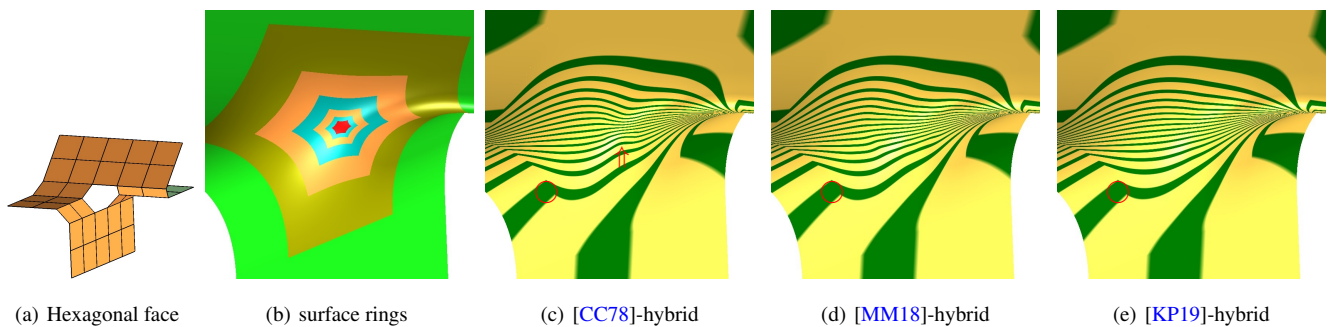 (a) Hexagonal face
(b) surface rings
(c) [CC78]-hybrid
(d) [MM18]-hybrid
(e) [KP19]-hybrid